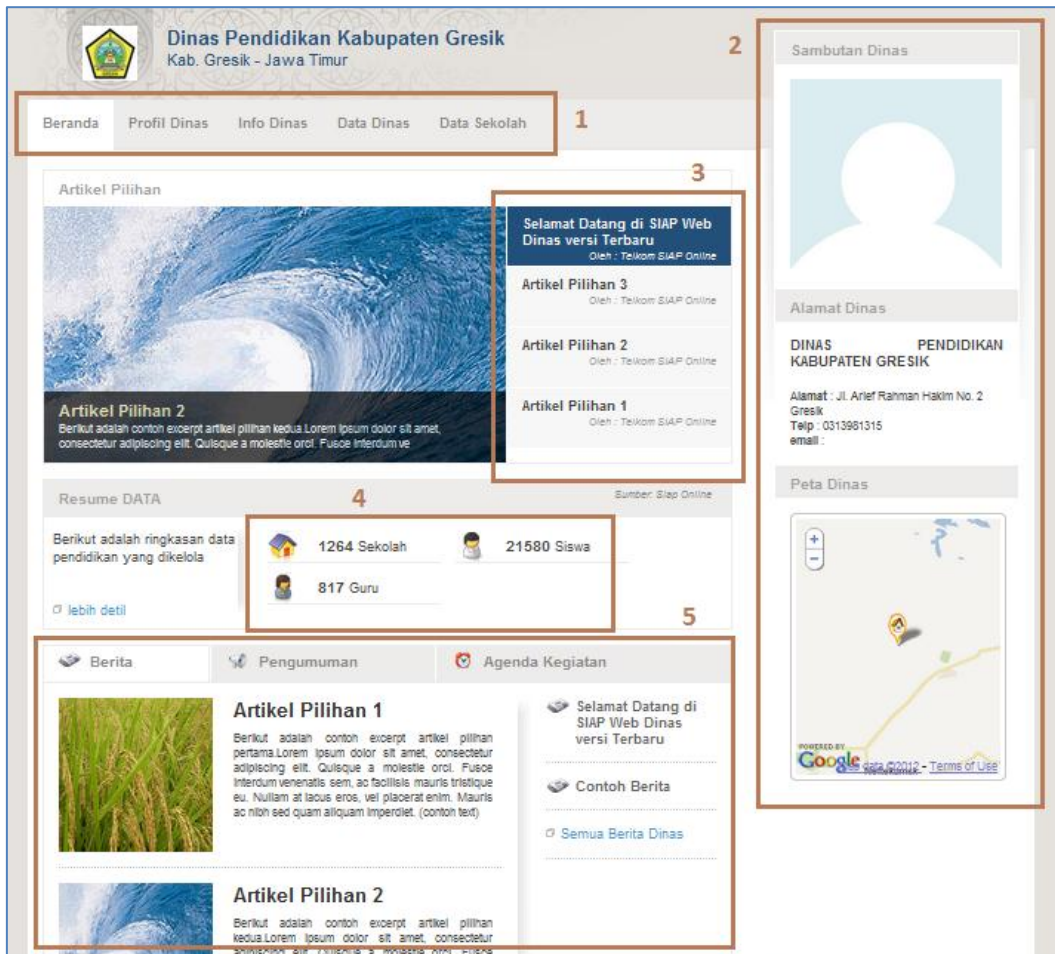 Dinas Pendidikan Kabupaten Gresik
Kab. Gresik - Jawa Timur
2
Sambutan Dinas
Beranda Profil Dinas Info Dinas Data Dinas Data Sekolah
1
Artikel Pilihan
3
Selamat Datang di SIAP Web
Dinas versi Terbaru
Oleh : Telkom SIAP Online
Artikel Pilihan 3
Oleh : Telkom SIAP Online
Artikel Pilihan 2
Oleh : Telkom SIAP Online
Artikel Pilihan 1
Oleh : Telkom SIAP Online
Artikel Pilihan 2
Berikut adalah contoh excerpt artikel pilihan kedua.Lorem ipsum dolor sit amet,
consectetur adipiscing elit. Quisque a molestie orci. Fusce interdum ve
Alamat Dinas
DINAS PENDIDIKAN
KABUPATEN GRESIK
Alamat : Jl. Arief Rahman Hakim No. 2
Gresik
Telp : 0313981315
email :
Peta Dinas
+
-
POWERED BY
Google
data ©2012 - Terms of Use
Resume DATA
4
Sumber: Siap Online
Berikut adalah ringkasan data
pendidikan yang dikelola
lebih detil
1264 Sekolah
21580 Siswa
817 Guru
5
Berita
Pengumuman
Agenda Kegiatan
Artikel Pilihan 1
Berikut adalah contoh excerpt artikel pilihan
pertama.Lorem ipsum dolor sit amet, consectetur
adipiscing elit. Quisque a molestie orci. Fusce
interdum venenatis sem, ac facilisis mauris tristique
eu. Nullam at lacus eros, vel placerat enim. Mauris
ac nibh sed quam aliquam imperdiet. (contoh text)
Selamat Datang di
SIAP Web Dinas
versi Terbaru
Contoh Berita
Semua Berita Dinas
Artikel Pilihan 2
Berikut adalah contoh excerpt artikel pilihan
kedua.Lorem ipsum dolor sit amet, consectetur
adipiscing elit. Quisque a molestie orci. Fusce